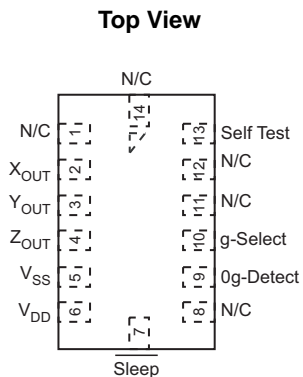 Top View
N/C
14
N/C 1 13 Self Test
XOUT 2 12 N/C
YOUT 3 11 N/C
ZOUT 4 10 g-Select
VSS 5 9 0g-Detect
VDD 6 8 N/C
7
Sleep